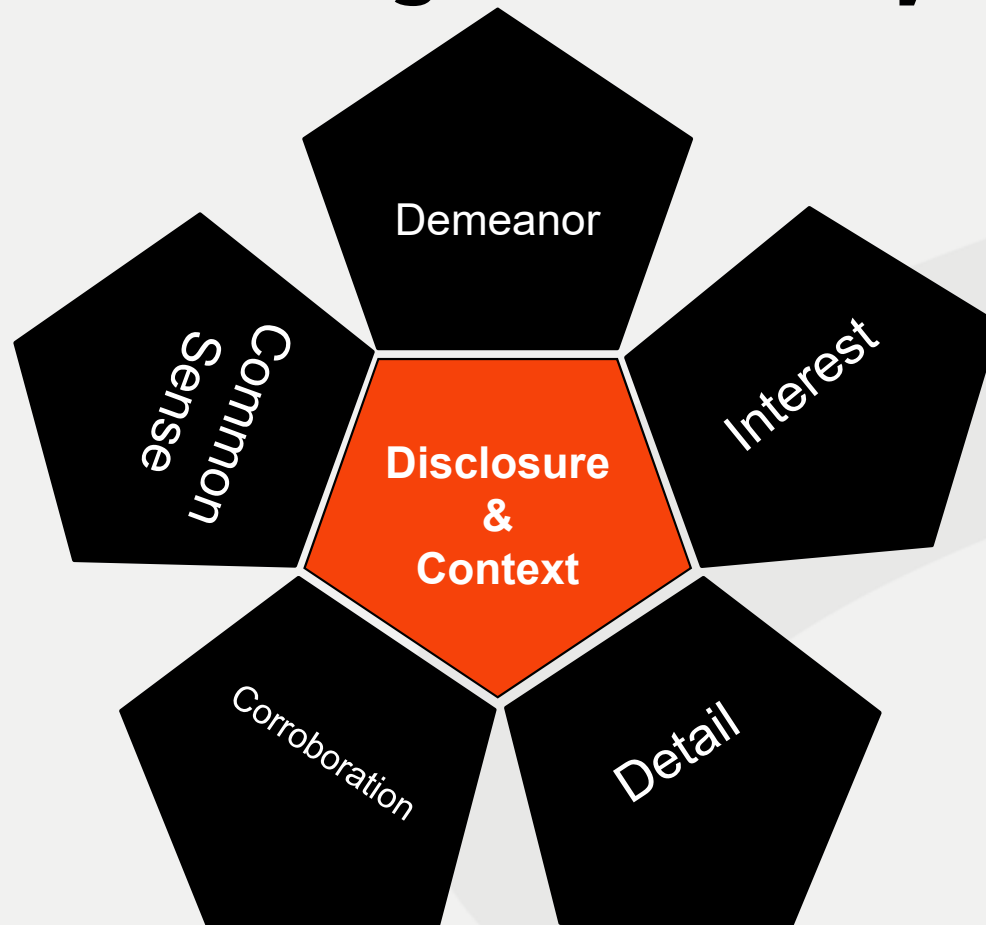 Demeanor
Interest
Common
Sense
Disclosure
&
Context
Corroboration
Detail